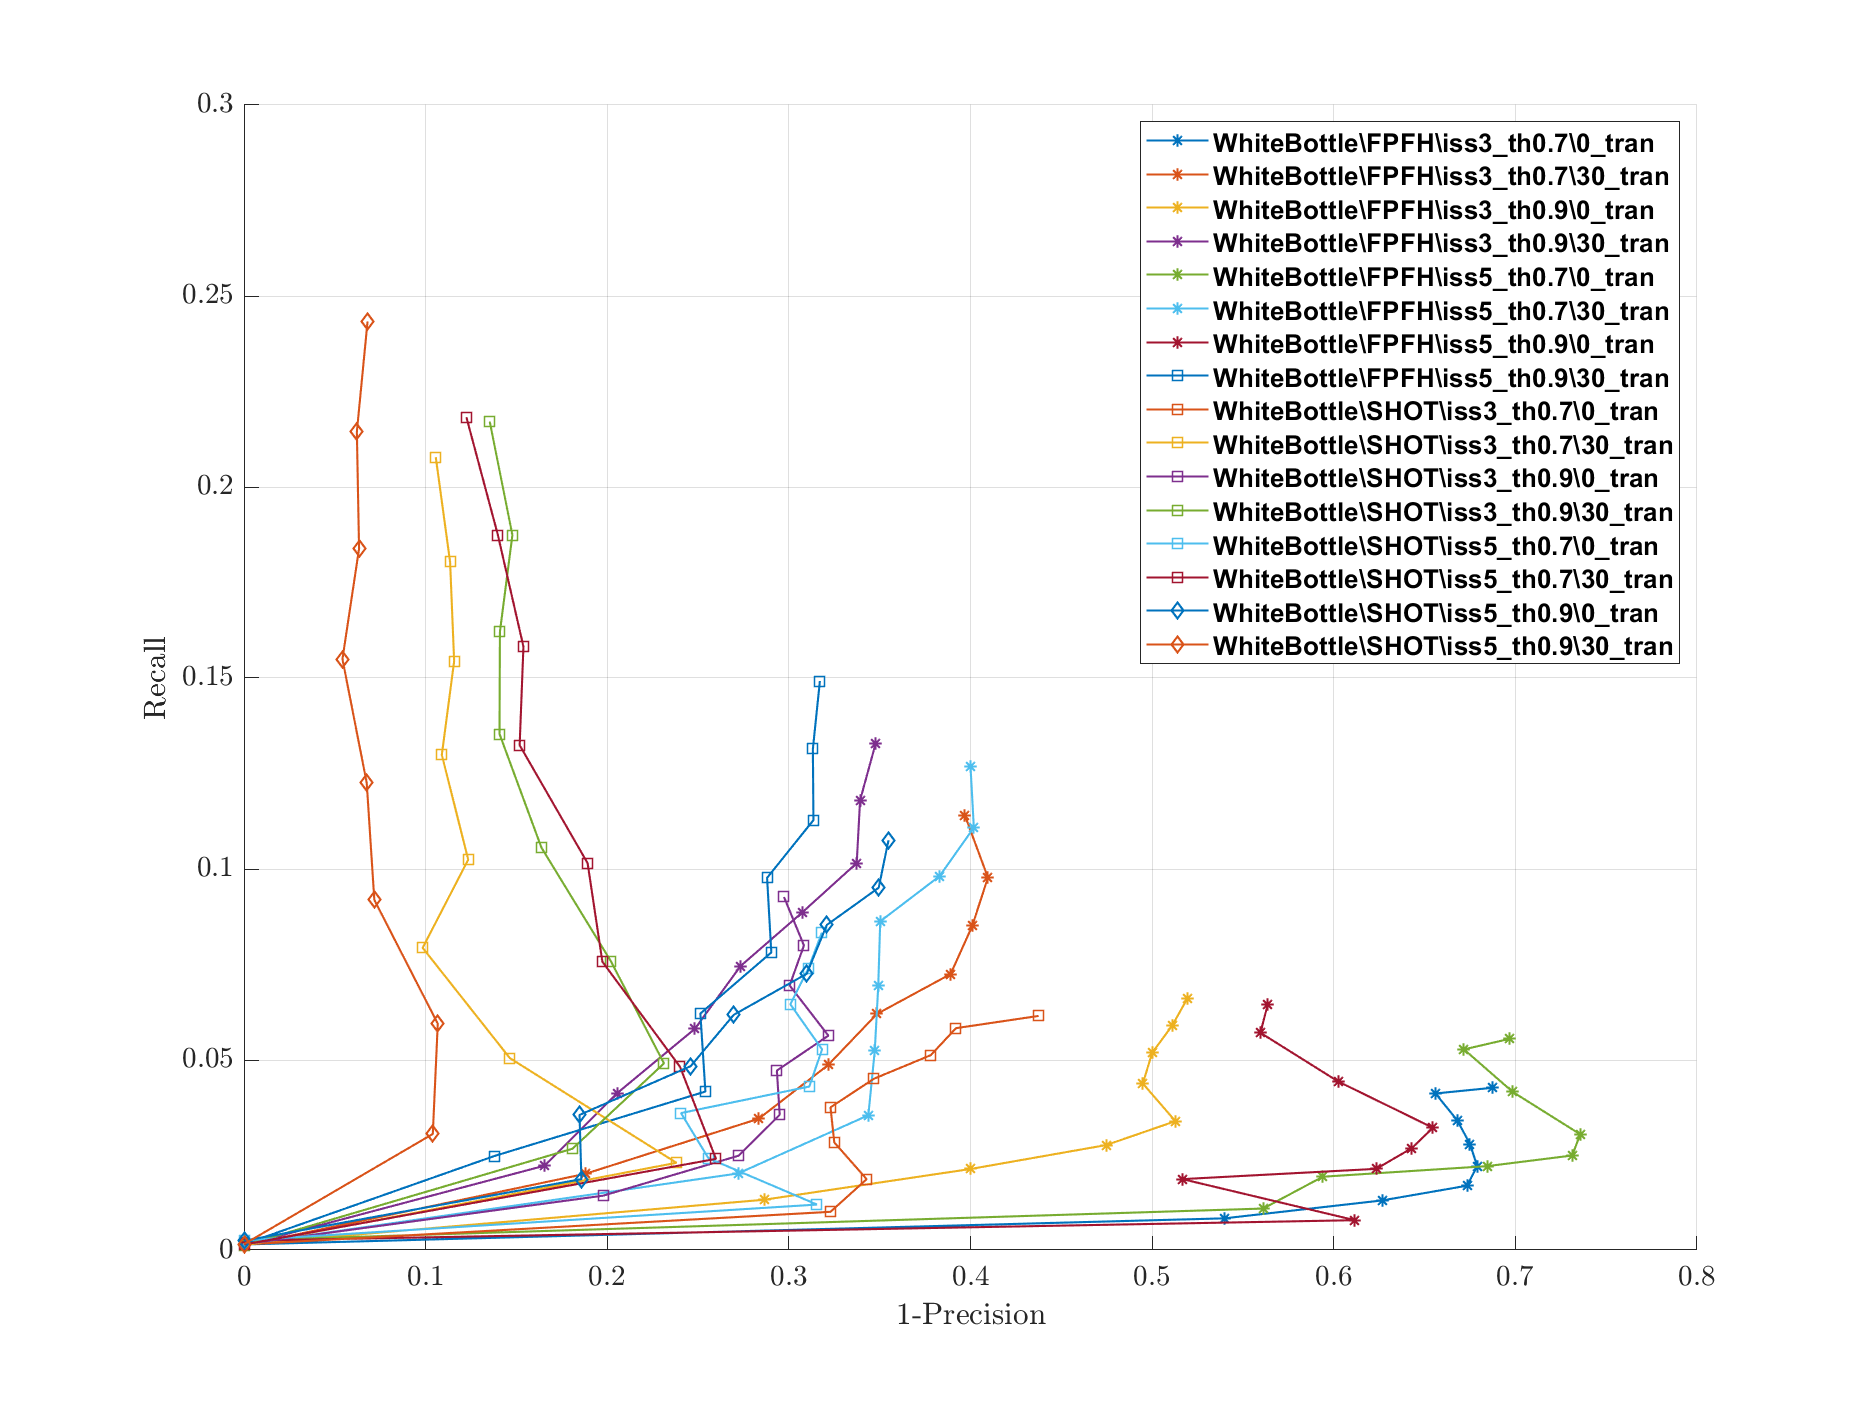 0.3
0.25
0.2
0.15
0.1
0.05
0
Recall
0 0.1 0.2 0.3 0.4 0.5 0.6 0.7 0.8
1-Precision
WhiteBottle\FPFH\iss3_th0.7\0_tran
WhiteBottle\FPFH\iss3_th0.7\30_tran
WhiteBottle\FPFH\iss3_th0.9\0_tran
WhiteBottle\FPFH\iss3_th0.9\30_tran
WhiteBottle\FPFH\iss5_th0.7\0_tran
WhiteBottle\FPFH\iss5_th0.7\30_tran
WhiteBottle\FPFH\iss5_th0.9\0_tran
WhiteBottle\FPFH\iss5_th0.9\30_tran
WhiteBottle\SHOT\iss3_th0.7\0_tran
WhiteBottle\SHOT\iss3_th0.7\30_tran
WhiteBottle\SHOT\iss3_th0.9\0_tran
WhiteBottle\SHOT\iss3_th0.9\30_tran
WhiteBottle\SHOT\iss5_th0.7\0_tran
WhiteBottle\SHOT\iss5_th0.7\30_tran
WhiteBottle\SHOT\iss5_th0.9\0_tran
WhiteBottle\SHOT\iss5_th0.9\30_tran